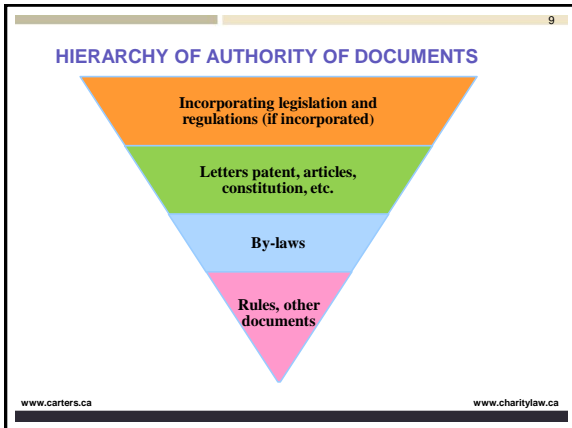 9
HIERARCHY OF AUTHORITY OF DOCUMENTS
Incorporating legislation and
regulations (if incorporated)
Letters patent, articles,
constitution, etc.
By-laws
Rules, other
documents
www.carters.ca
www.charitylaw.ca